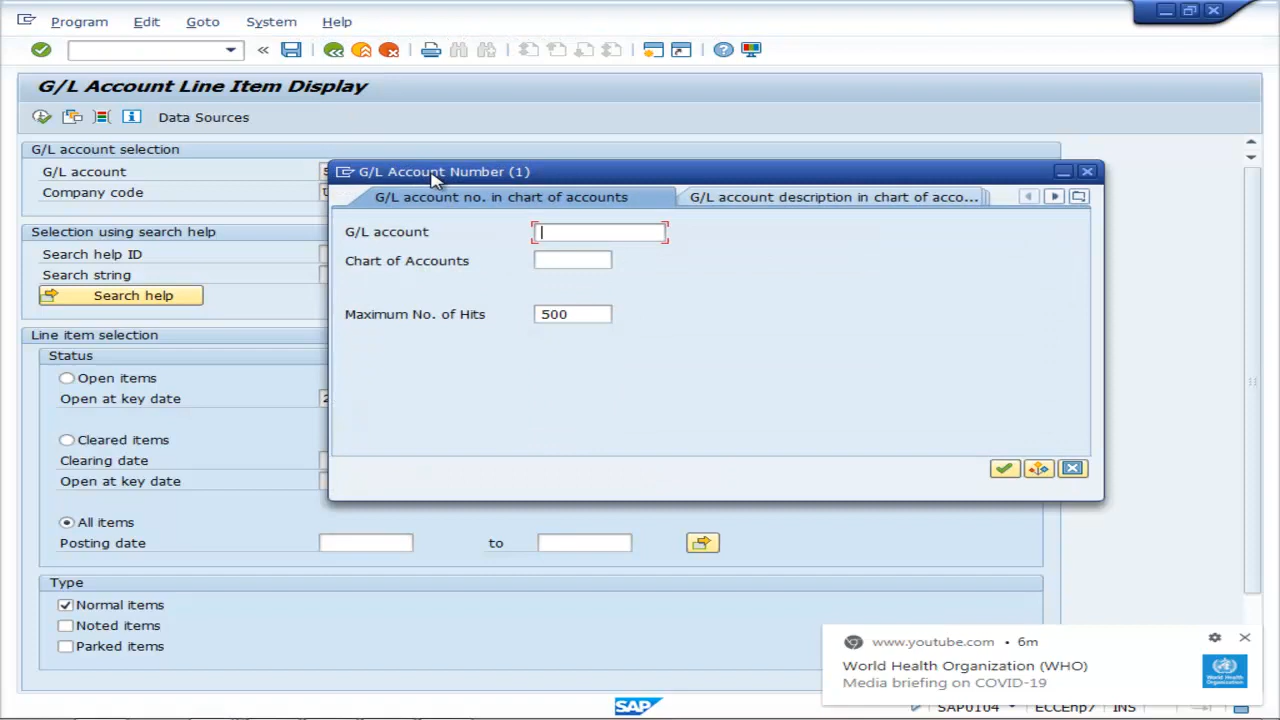 Program Edit Goto System Help
G/L Account Line Item Display
Data Sources
G/L account selection
G/L account
Company code
Selection using search help
Search help ID
Search string
Search help
Line item selection
Status
Open items
Open at key date
Cleared items
Clearing date
Open at key date
All items
Posting date to
Type
Normal items
Noted items
Parked items
G/L Account Number (1)
G/L account no. in chart of accounts G/L account description in chart of acco...
G/L account
Chart of Accounts
Maximum No. of Hits 500
www.youtube.com • 6m
World Health Organization (WHO)
Media briefing on COVID-19
SAP
SAP0104 ECCEhp7 INS